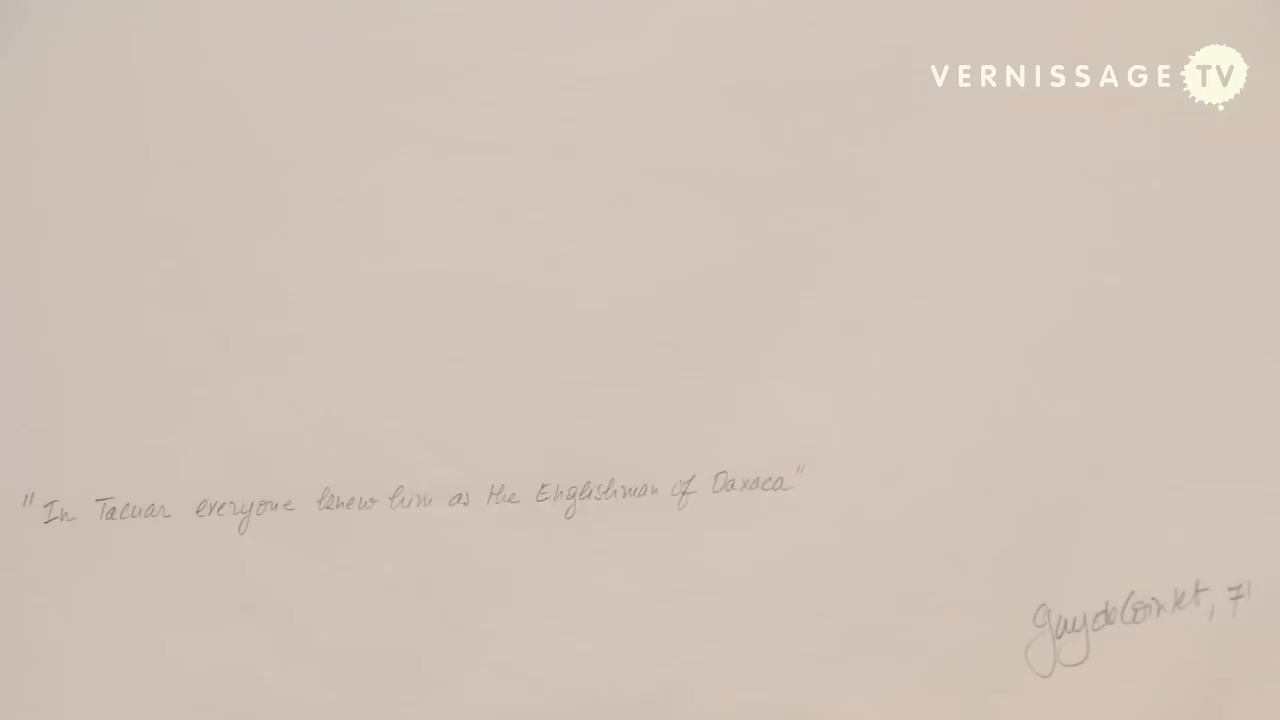 VERNISSAGE TV
"In Tacuar everyone knew him as the Englishman of Oaxaca"
Guy de Cointet, 71